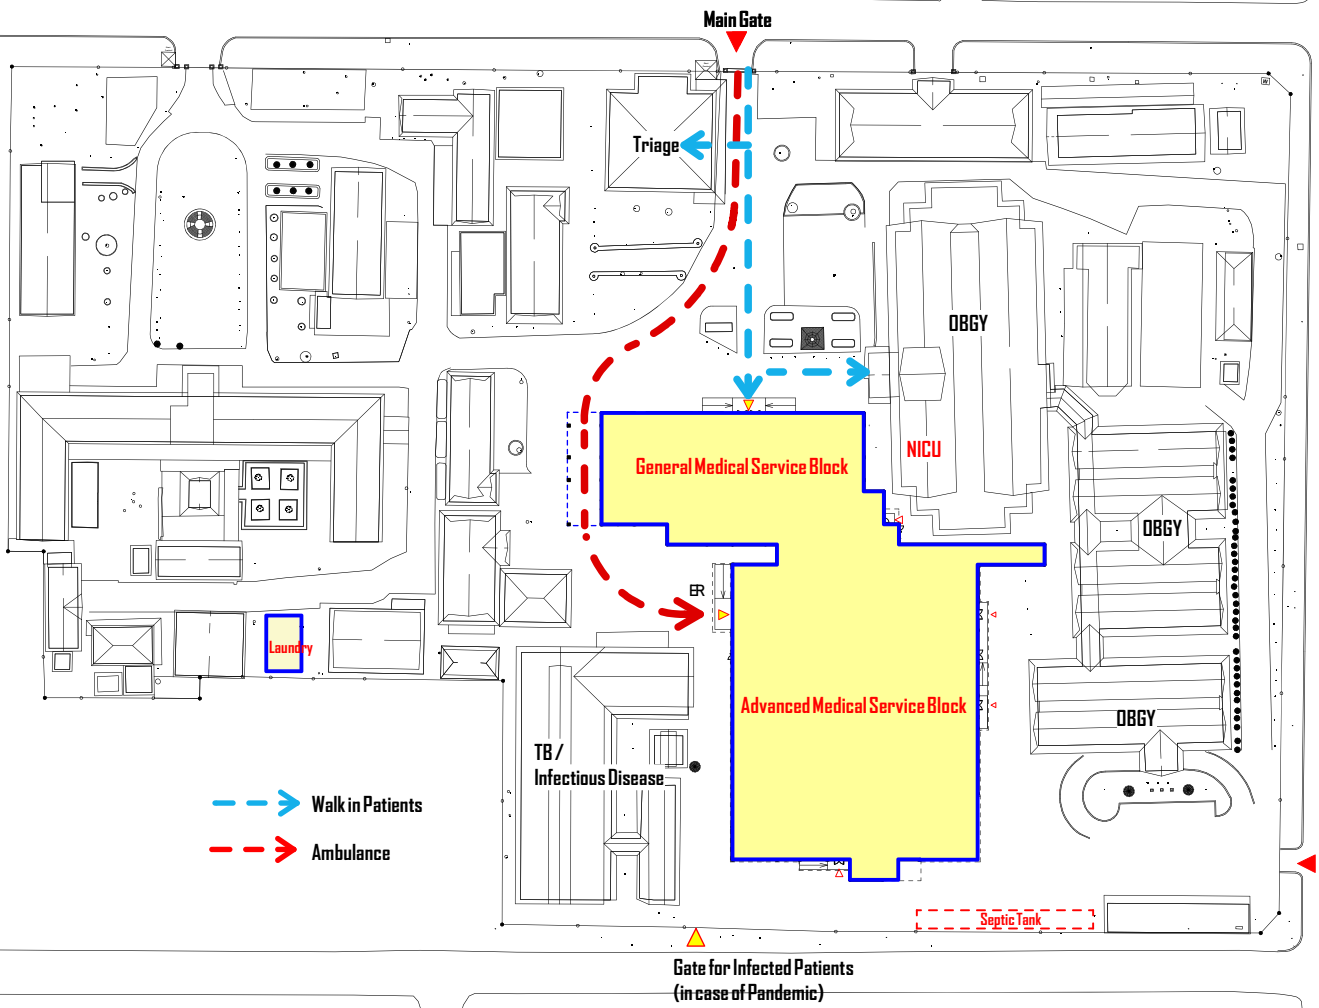 Main Gate
Triage
OBGY
General Medical Service Block
NICU
OBGY
ER
Laundry
Advanced Medical Service Block
OBGY
TB /
Infectious Disease
Walk in Patients
Ambulance
Septic Tank
Gate for Infected Patients
(in case of Pandemic)